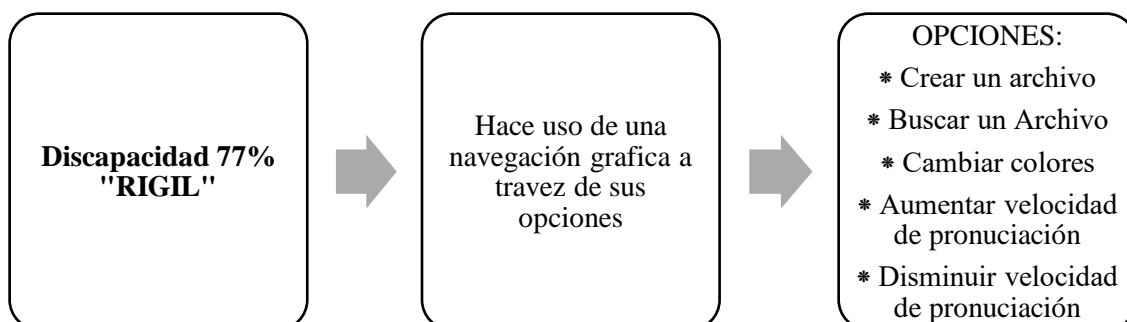 Discapacidad 77%
"RIGIL"
Hace uso de una
navegación grafica a
travez de sus
opciones
OPCIONES:
* Crear un archivo
* Buscar un Archivo
* Cambiar colores
* Aumentar velocidad
de pronuciación
* Disminuir velocidad
de pronuciación